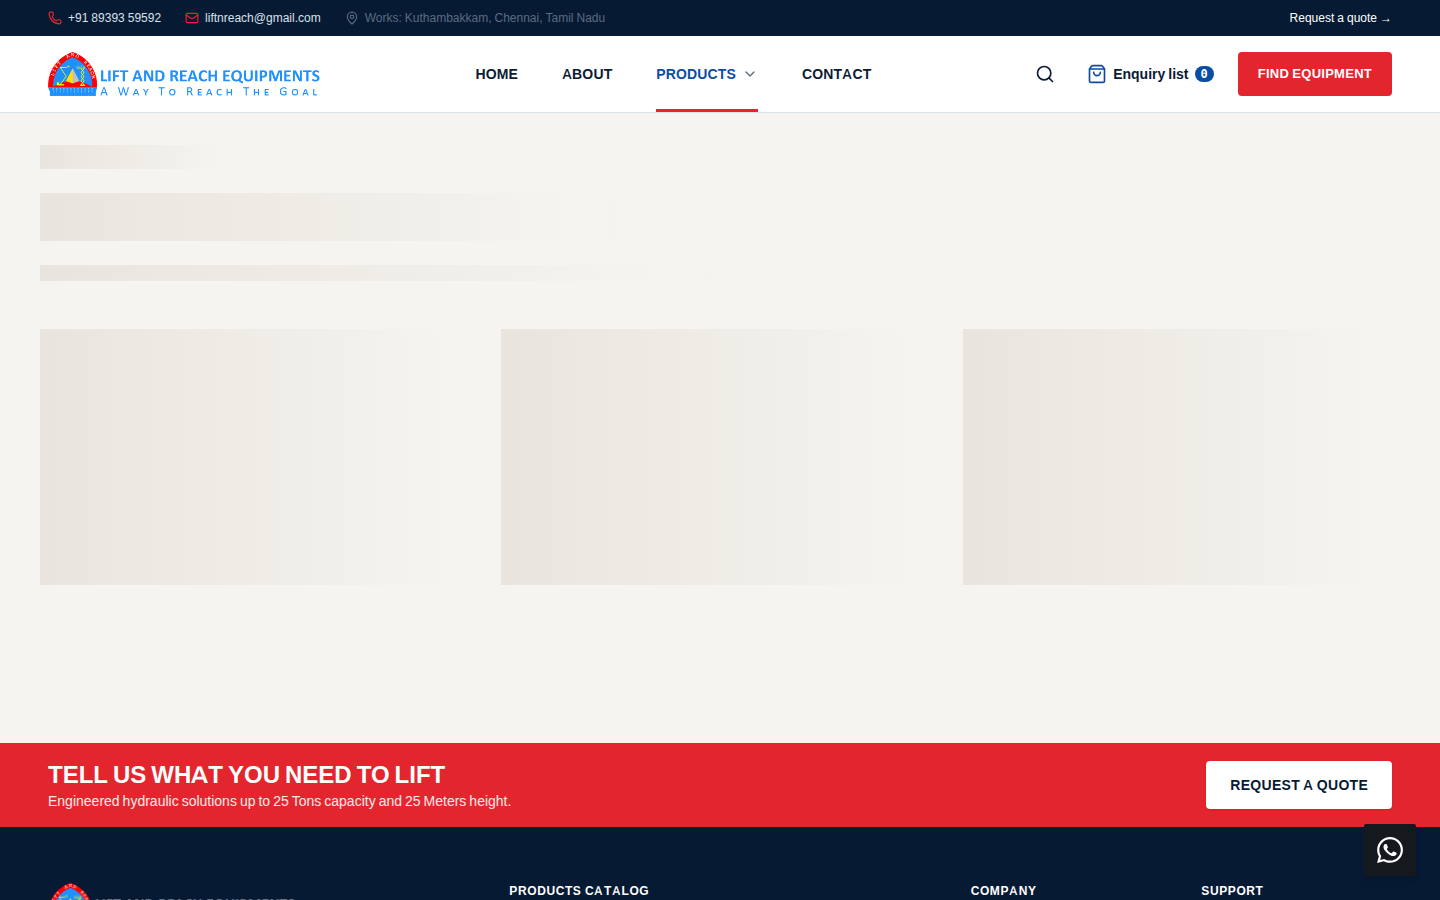 +91 89393 59592
liftnreach@gmail.com
Works: Kuthambakkam, Chennai, Tamil Nadu
Request a quote →
LIFT AND REACH EQUIPMENTS
A WAY TO REACH THE GOAL
HOME
ABOUT
PRODUCTS
CONTACT
Enquiry list 0
FIND EQUIPMENT
TELL US WHAT YOU NEED TO LIFT
Engineered hydraulic solutions up to 25 Tons capacity and 25 Meters height.
REQUEST A QUOTE
PRODUCTS CATALOG
COMPANY
SUPPORT